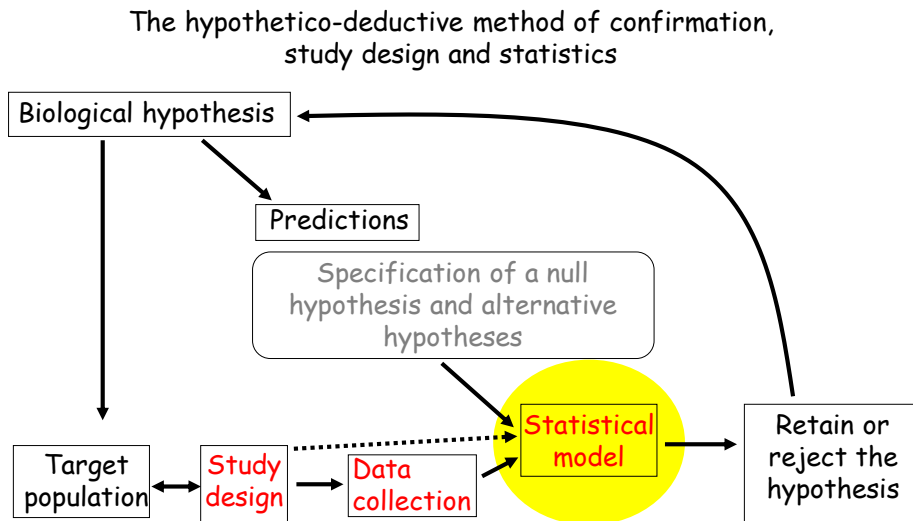 The hypothetico-deductive method of confirmation,
study design and statistics
Biological hypothesis
Predictions
Specification of a null
hypothesis and alternative
hypotheses
Target
population
Study
design
Data
collection
Statistical
model
Retain or
reject the
hypothesis